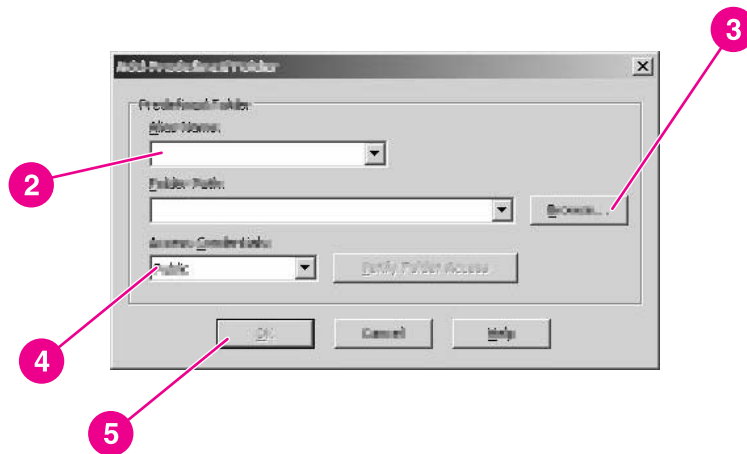 3
Add Predefined Folder
Predefined Folder
Alias Name:
2
Folder Path:
Browse...
Access Credentials:
Public
Verify Folder Access
4
OK
Cancel
Help
5